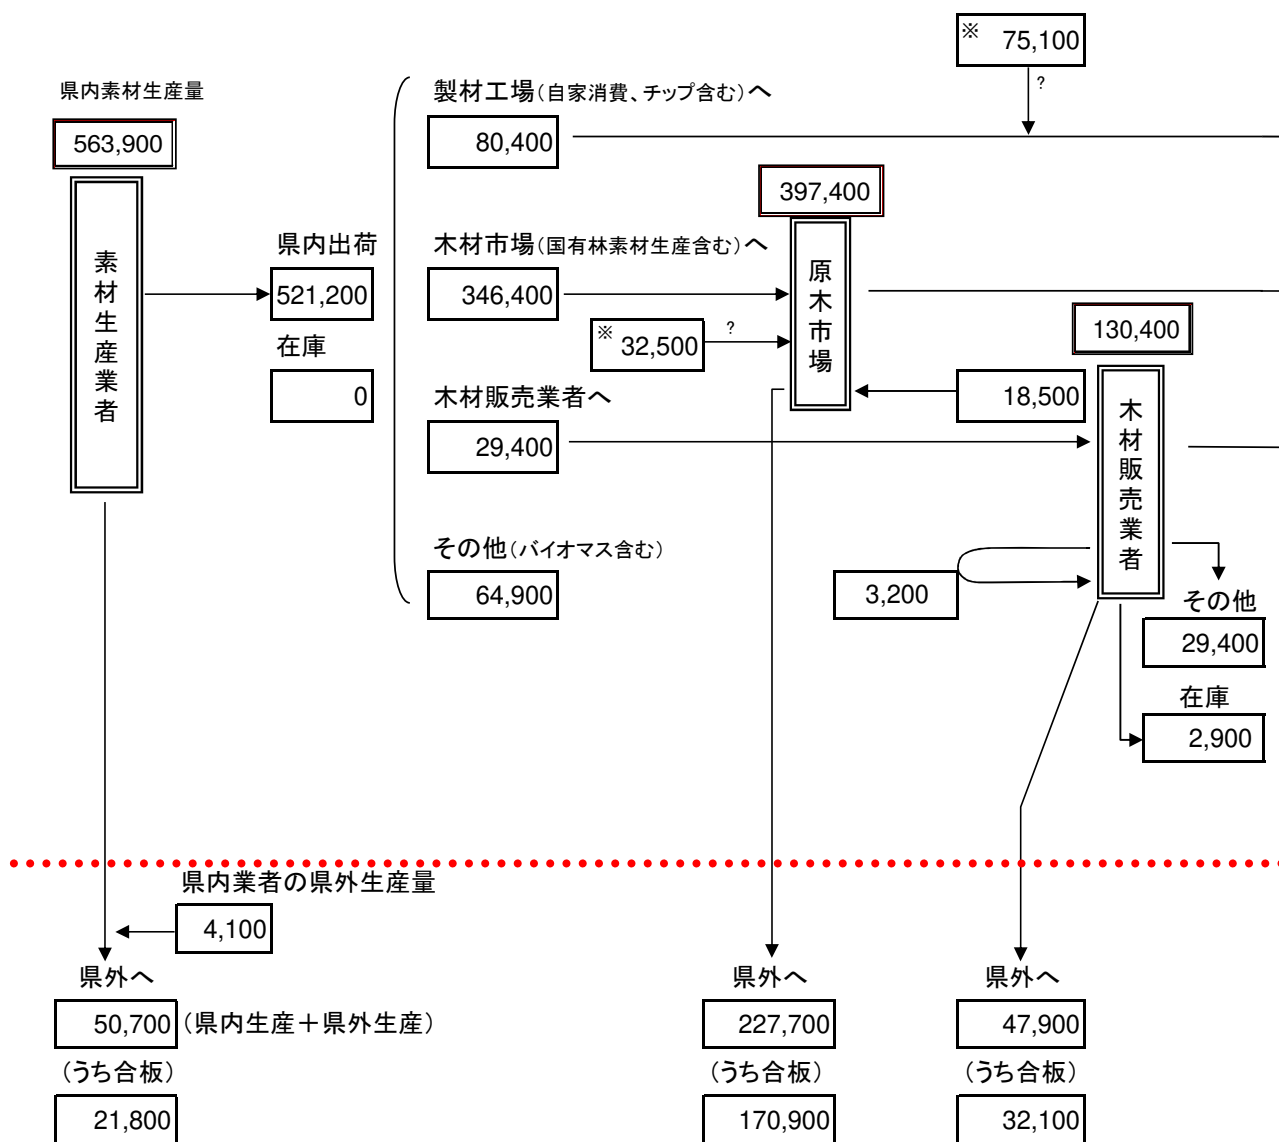 ※ 75,100
?
県内素材生産量
563,900
製材工場(自家消費、チップ含む)へ
80,400
397,400
素材生産業者
県内出荷
521,200
在庫
0
木材市場(国有林素材生産含む)へ
346,400
※ 32,500
?
原木市場
130,400
18,500
木材販売業者へ
29,400
木材販売業者
その他(バイオマス含む)
64,900
3,200
その他
29,400
在庫
2,900
県内業者の県外生産量
4,100
県外へ
50,700 (県内生産+県外生産)
(うち合板)
21,800
県外へ
227,700
(うち合板)
170,900
県外へ
47,900
(うち合板)
32,100